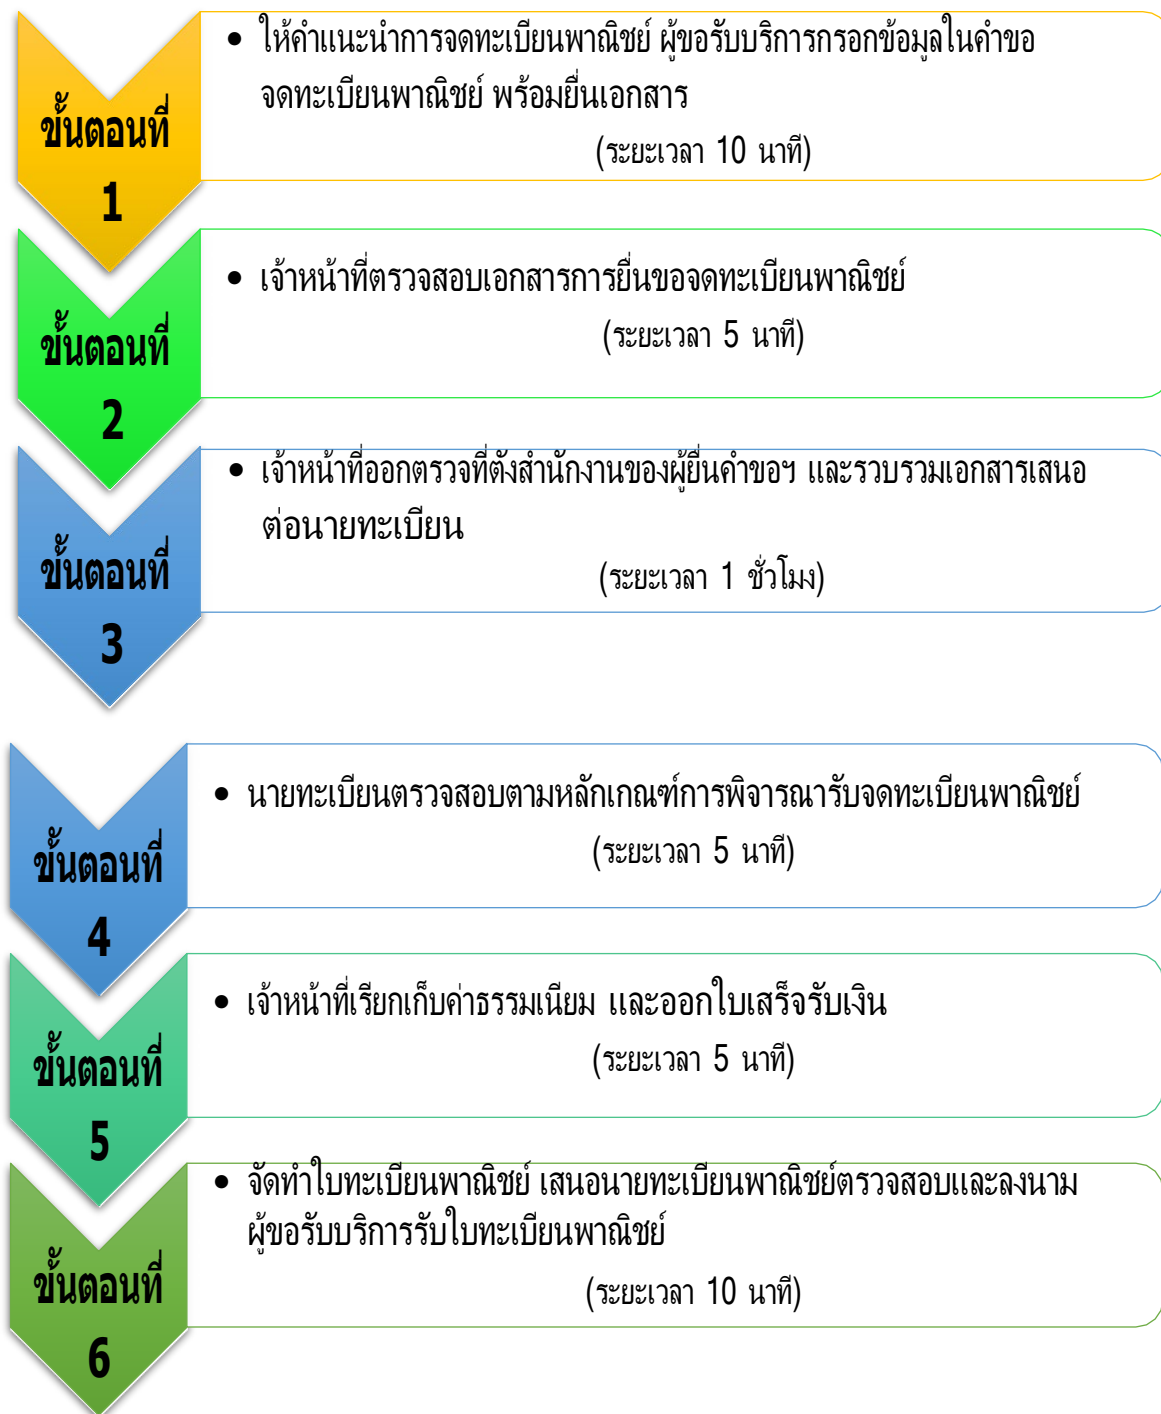 ขั้นตอนที่
1
• ให้คำแนะนำการจดทะเบียนพาณิชย์ ผู้ขอรับบริการกรอกข้อมูลในคำขอ
จดทะเบียนพาณิชย์ พร้อมยื่นเอกสาร
(ระยะเวลา 10 นาที)
ขั้นตอนที่
2
• เจ้าหน้าที่ตรวจสอบเอกสารการยื่นขอจดทะเบียนพาณิชย์
(ระยะเวลา 5 นาที)
ขั้นตอนที่
3
• เจ้าหน้าที่ออกตรวจที่ตั้งสำนักงานของผู้ยื่นคำขอฯ และรวบรวมเอกสารเสนอ
ต่อนายทะเบียน
(ระยะเวลา 1 ชั่วโมง)
ขั้นตอนที่
4
• นายทะเบียนตรวจสอบตามหลักเกณฑ์การพิจารณารับจดทะเบียนพาณิชย์
(ระยะเวลา 5 นาที)
ขั้นตอนที่
5
• เจ้าหน้าที่เรียกเก็บค่าธรรมเนียม และออกใบเสร็จรับเงิน
(ระยะเวลา 5 นาที)
ขั้นตอนที่
6
• จัดทำใบทะเบียนพาณิชย์ เสนอนายทะเบียนพาณิชย์ตรวจสอบและลงนาม
ผู้ขอรับบริการรับใบทะเบียนพาณิชย์
(ระยะเวลา 10 นาที)